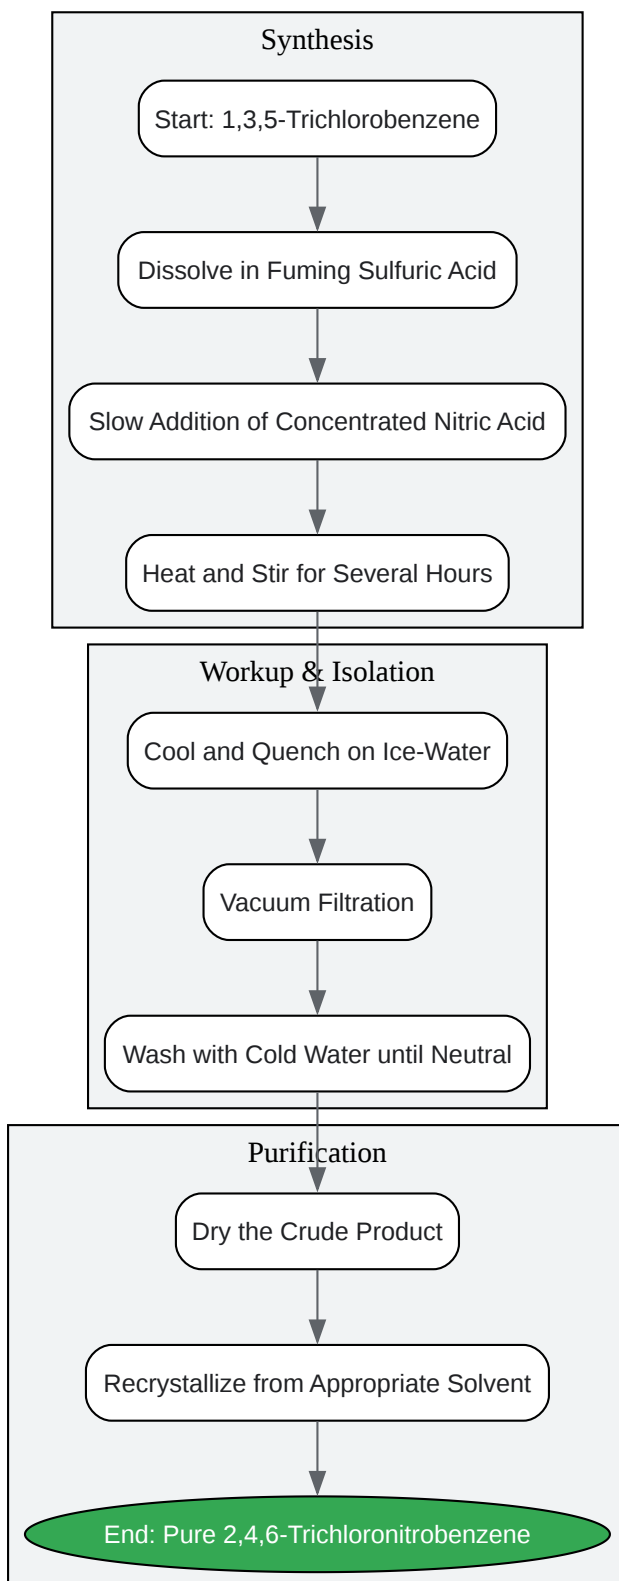 Synthesis
Start: 1,3,5-Trichlorobenzene
Dissolve in Fuming Sulfuric Acid
Slow Addition of Concentrated Nitric Acid
Heat and Stir for Several Hours
Workup & Isolation
Cool and Quench on Ice-Water
Vacuum Filtration
Wash with Cold Water until Neutral
Purification
Dry the Crude Product
Recrystallize from Appropriate Solvent
End: Pure 2,4,6-Trichloronitrobenzene